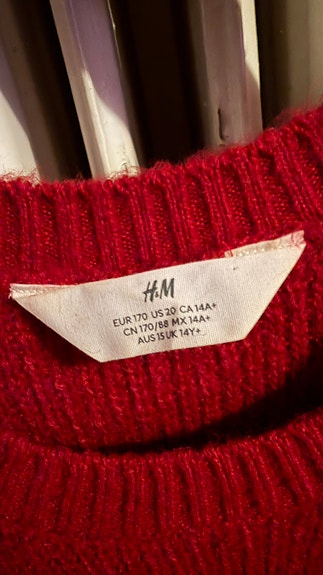 H&M
EUR 170 US 20 CA 14A+
CN 170/88 MX 14A+
AUS 15 UK 14Y+